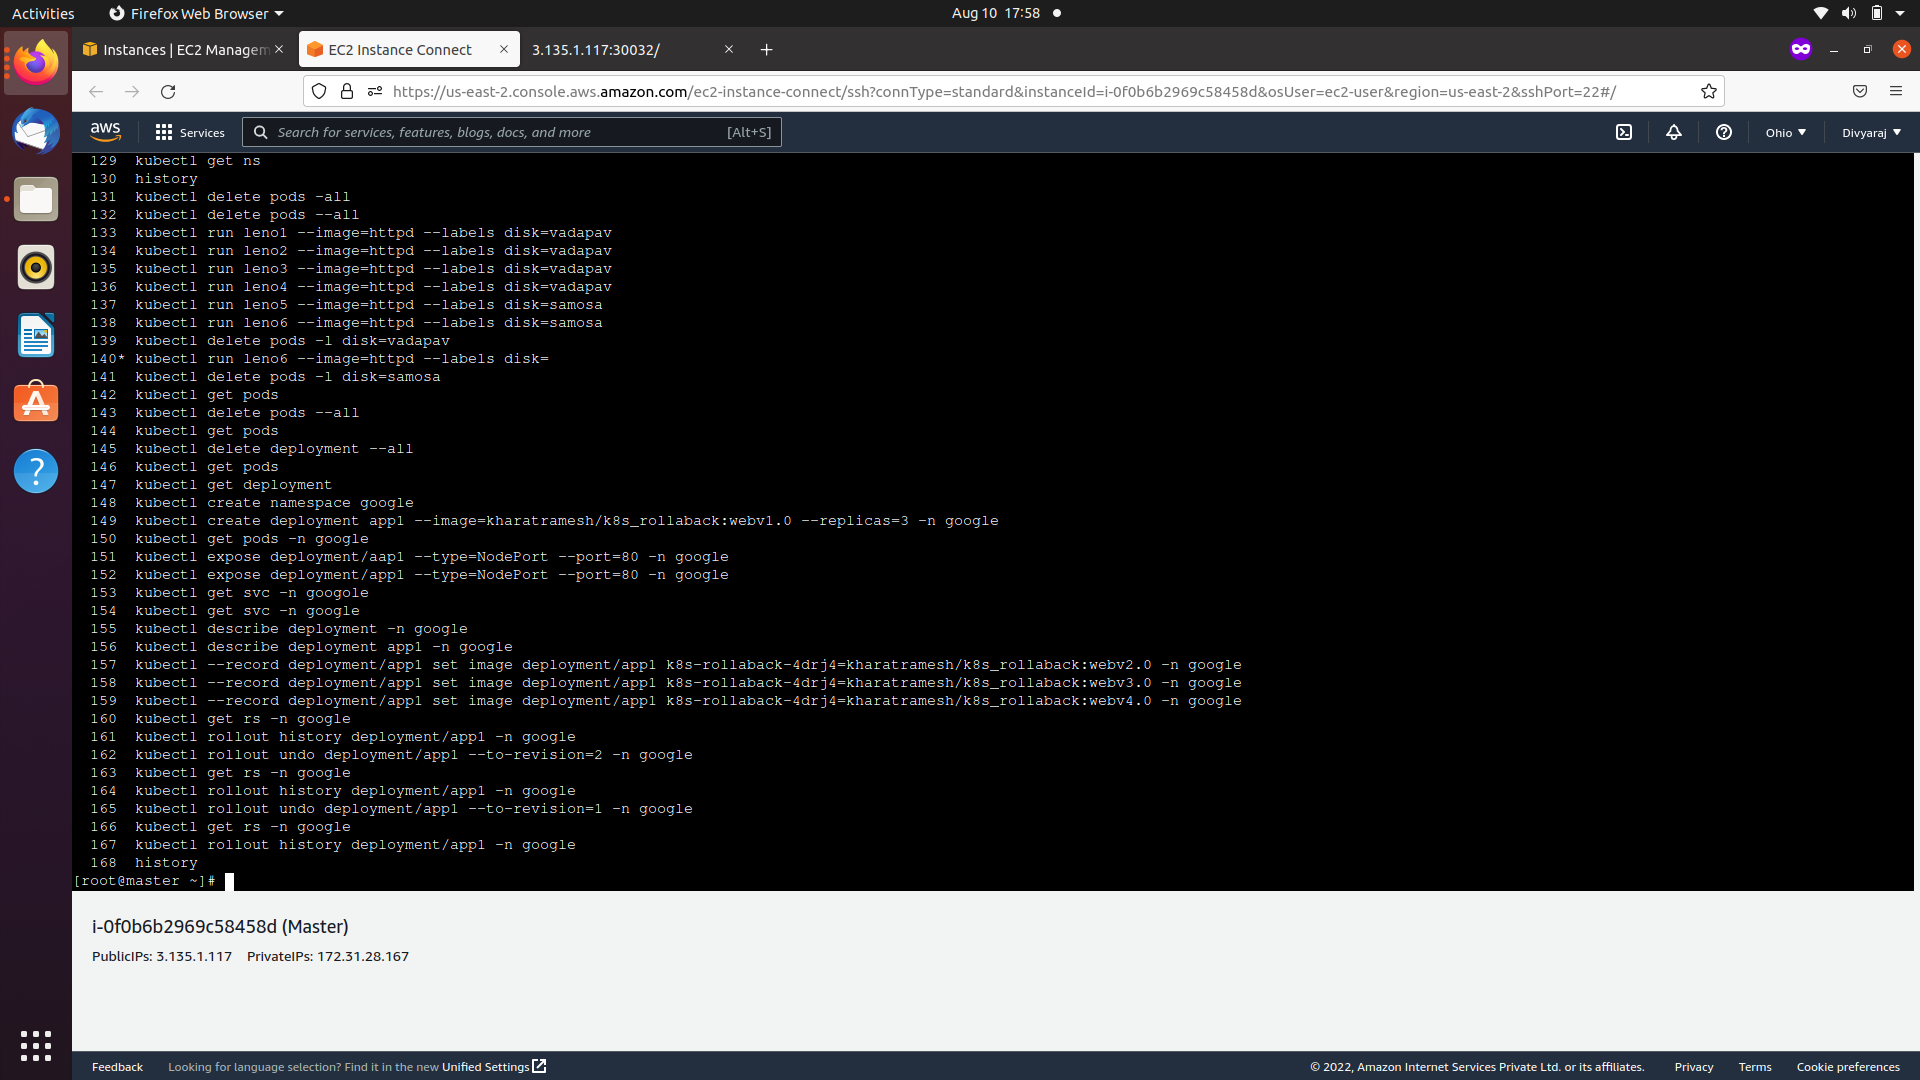 Activities
Firefox Web Browser
Aug 10 17:58
Instances | EC2 Managem
EC2 Instance Connect
3.135.1.117:30032/
https://us-east-2.console.aws.amazon.com/ec2-instance-connect/ssh?connType=standard&instanceId=i-0f0b6b2969c58458d&osUser=ec2-user&region=us-east-2&sshPort=22#/
aws
Services
Search for services, features, blogs, docs, and more
[Alt+S]
Ohio
Divyaraj
129 kubectl get ns
130 history
131 kubectl delete pods -all
132 kubectl delete pods --all
133 kubectl run leno1 --image=httpd --labels disk=vadapav
134 kubectl run leno2 --image=httpd --labels disk=vadapav
135 kubectl run leno3 --image=httpd --labels disk=vadapav
136 kubectl run leno4 --image=httpd --labels disk=vadapav
137 kubectl run leno5 --image=httpd --labels disk=samosa
138 kubectl run leno6 --image=httpd --labels disk=samosa
139 kubectl delete pods -l disk=vadapav
140* kubectl run leno6 --image=httpd --labels disk=
141 kubectl delete pods -l disk=samosa
142 kubectl get pods
143 kubectl delete pods --all
144 kubectl get pods
145 kubectl delete deployment --all
146 kubectl get pods
147 kubectl get deployment
148 kubectl create namespace google
149 kubectl create deployment app1 --image=kharatramesh/k8s_rollaback:webv1.0 --replicas=3 -n google
150 kubectl get pods -n google
151 kubectl expose deployment/aap1 --type=NodePort --port=80 -n google
152 kubectl expose deployment/app1 --type=NodePort --port=80 -n google
153 kubectl get svc -n googole
154 kubectl get svc -n google
155 kubectl describe deployment -n google
156 kubectl describe deployment app1 -n google
157 kubectl --record deployment/app1 set image deployment/app1 k8s-rollaback-4drj4=kharatramesh/k8s_rollaback:webv2.0 -n google
158 kubectl --record deployment/app1 set image deployment/app1 k8s-rollaback-4drj4=kharatramesh/k8s_rollaback:webv3.0 -n google
159 kubectl --record deployment/app1 set image deployment/app1 k8s-rollaback-4drj4=kharatramesh/k8s_rollaback:webv4.0 -n google
160 kubectl get rs -n google
161 kubectl rollout history deployment/app1 -n google
162 kubectl rollout undo deployment/app1 --to-revision=2 -n google
163 kubectl get rs -n google
164 kubectl rollout history deployment/app1 -n google
165 kubectl rollout undo deployment/app1 --to-revision=1 -n google
166 kubectl get rs -n google
167 kubectl rollout history deployment/app1 -n google
168 history
[root@master ~]#
i-0f0b6b2969c58458d (Master)
PublicIPs: 3.135.1.117 PrivateIPs: 172.31.28.167
Feedback
Looking for language selection? Find it in the new Unified Settings
© 2022, Amazon Internet Services Private Ltd. or its affiliates.
Privacy
Terms
Cookie preferences